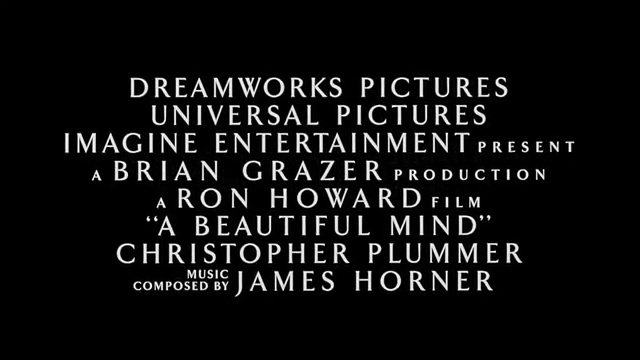 DREAMWORKS PICTURES
UNIVERSAL PICTURES
IMAGINE ENTERTAINMENT PRESENT
A BRIAN GRAZER PRODUCTION
A RON HOWARD FILM
"A BEAUTIFUL MIND"
CHRISTOPHER PLUMMER
MUSIC COMPOSED BY JAMES HORNER